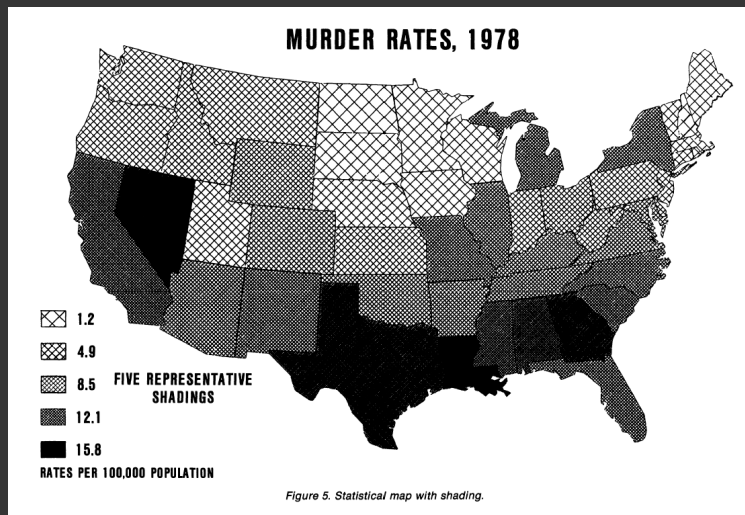 MURDER RATES, 1978
1.2
4.9
8.5
12.1
15.8
FIVE REPRESENTATIVE
SHADINGS
RATES PER 100,000 POPULATION
Figure 5. Statistical map with shading.